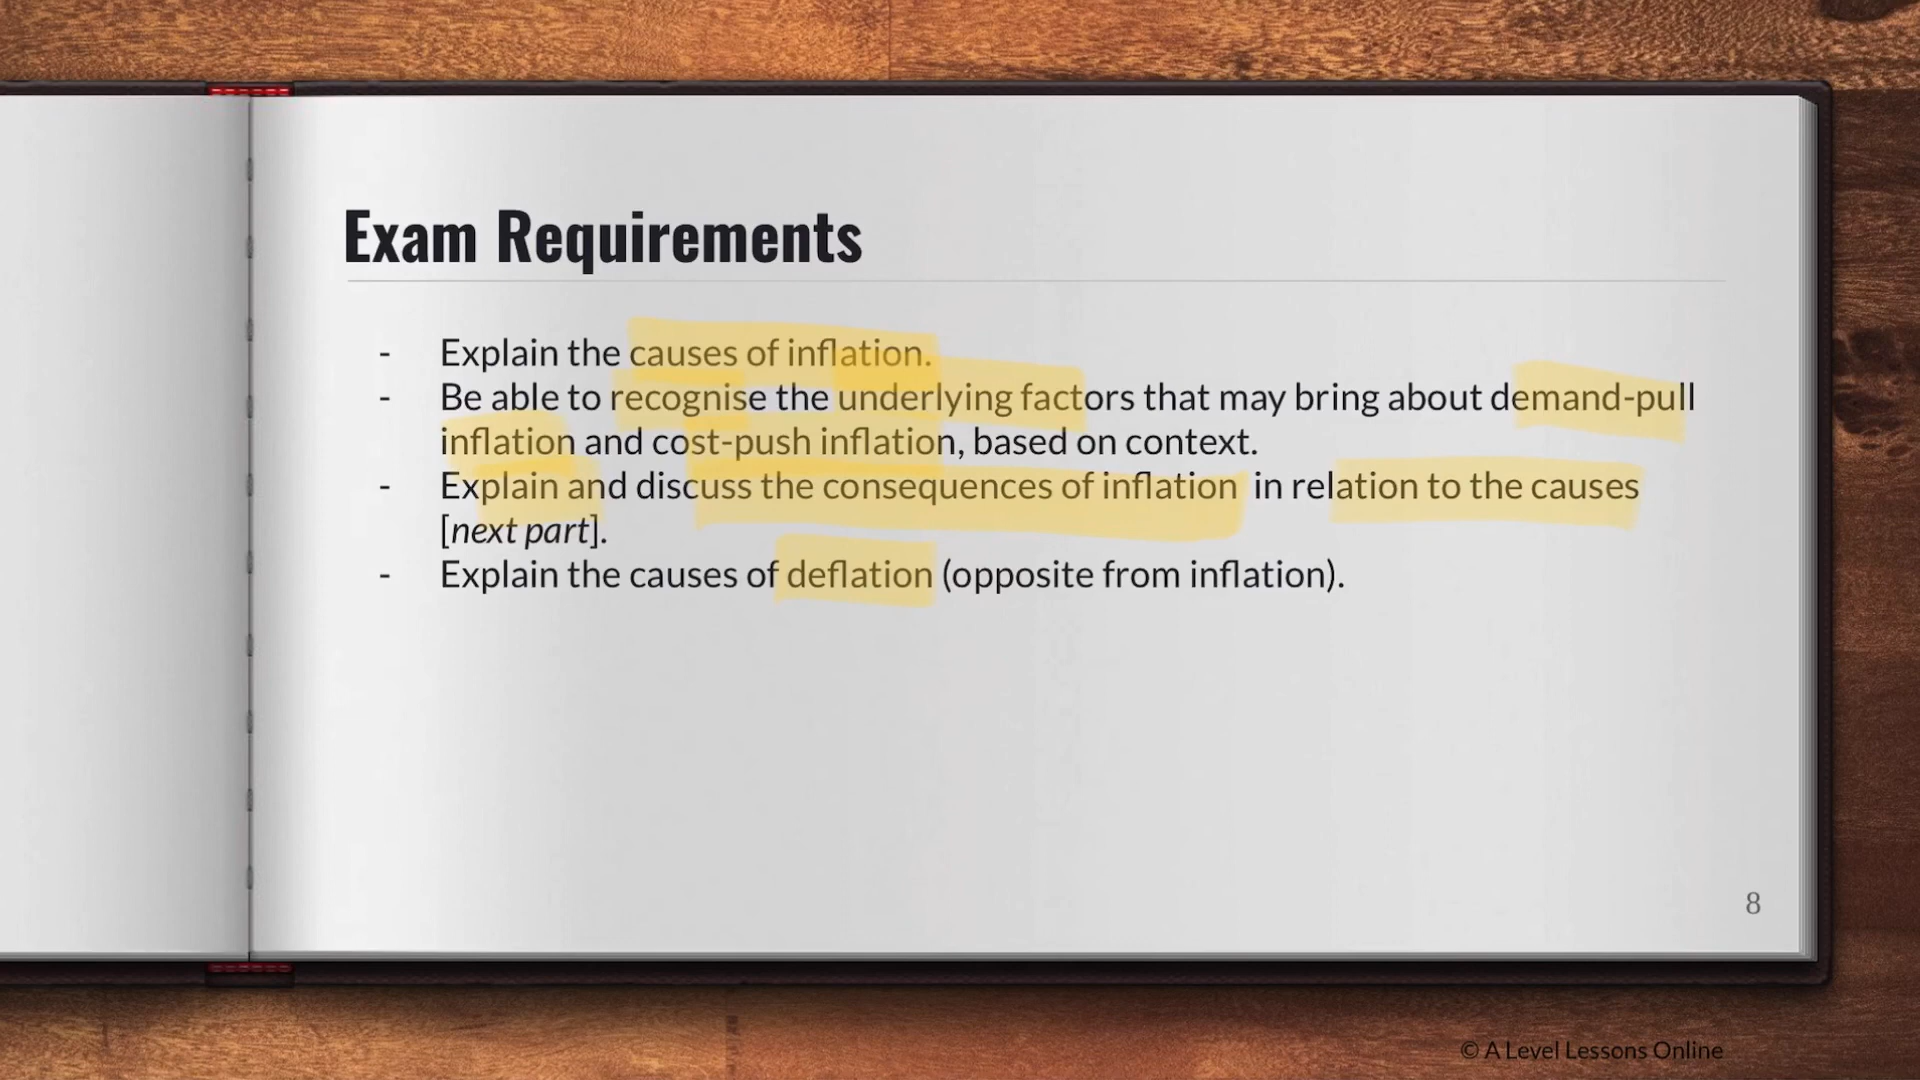 Exam Requirements
- Explain the causes of inflation.
- Be able to recognise the underlying factors that may bring about demand-pull
inflation and cost-push inflation, based on context.
- Explain and discuss the consequences of inflation in relation to the causes
[next part].
- Explain the causes of deflation (opposite from inflation).
8
© A Level Lessons Online